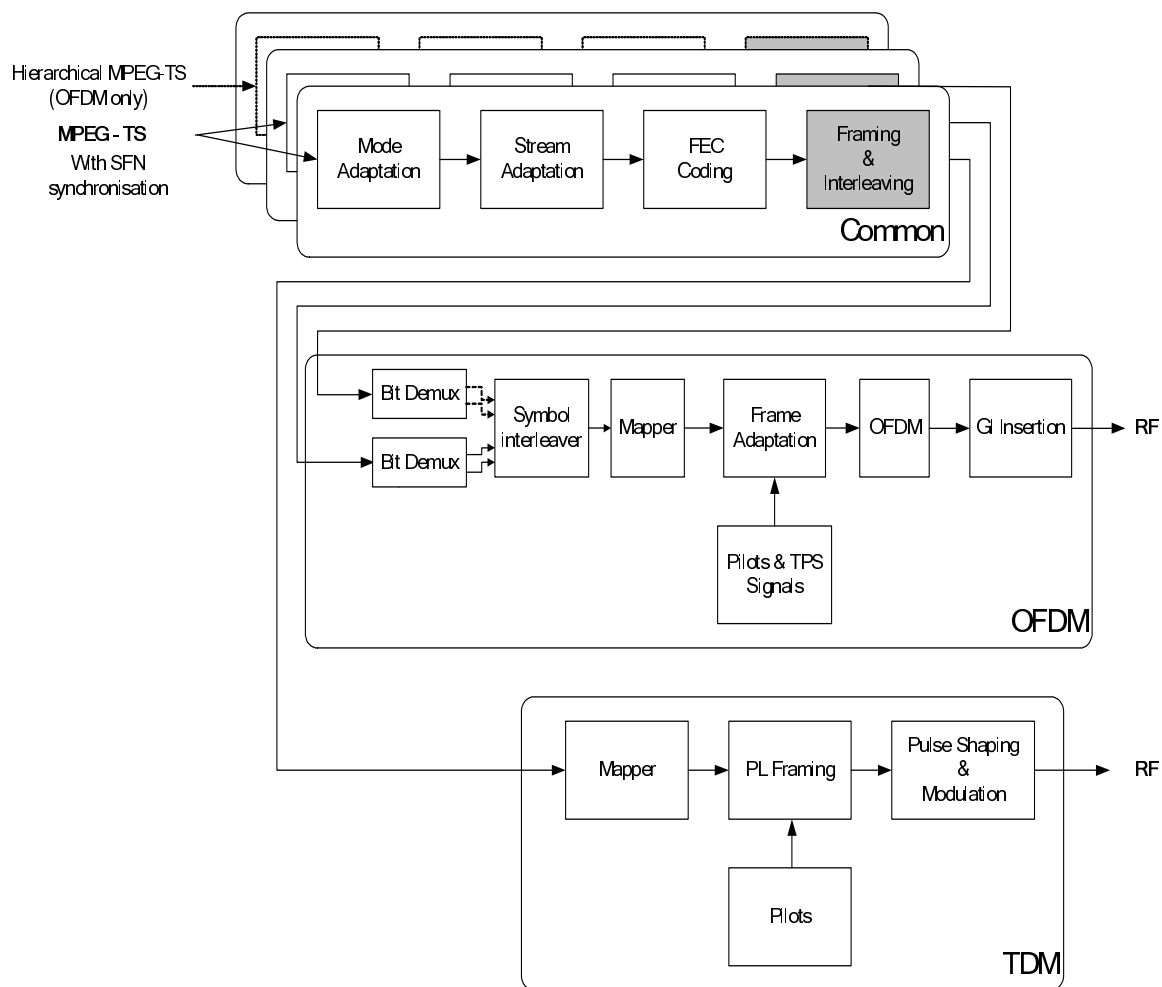 Hierarchical MPEG-TS
(OFDM only)
MPEG - TS
With SFN
synchronisation
Mode
Adaptation
Stream
Adaptation
FEC
Coding
Framing
&
Interleaving
Common
Bit Demux
Bit Demux
Symbol
interleaver
Mapper
Frame
Adaptation
OFDM
GI Insertion
RF
Pilots & TPS
Signals
OFDM
Mapper
PL Framing
Pulse Shaping
&
Modulation
RF
Pilots
TDM